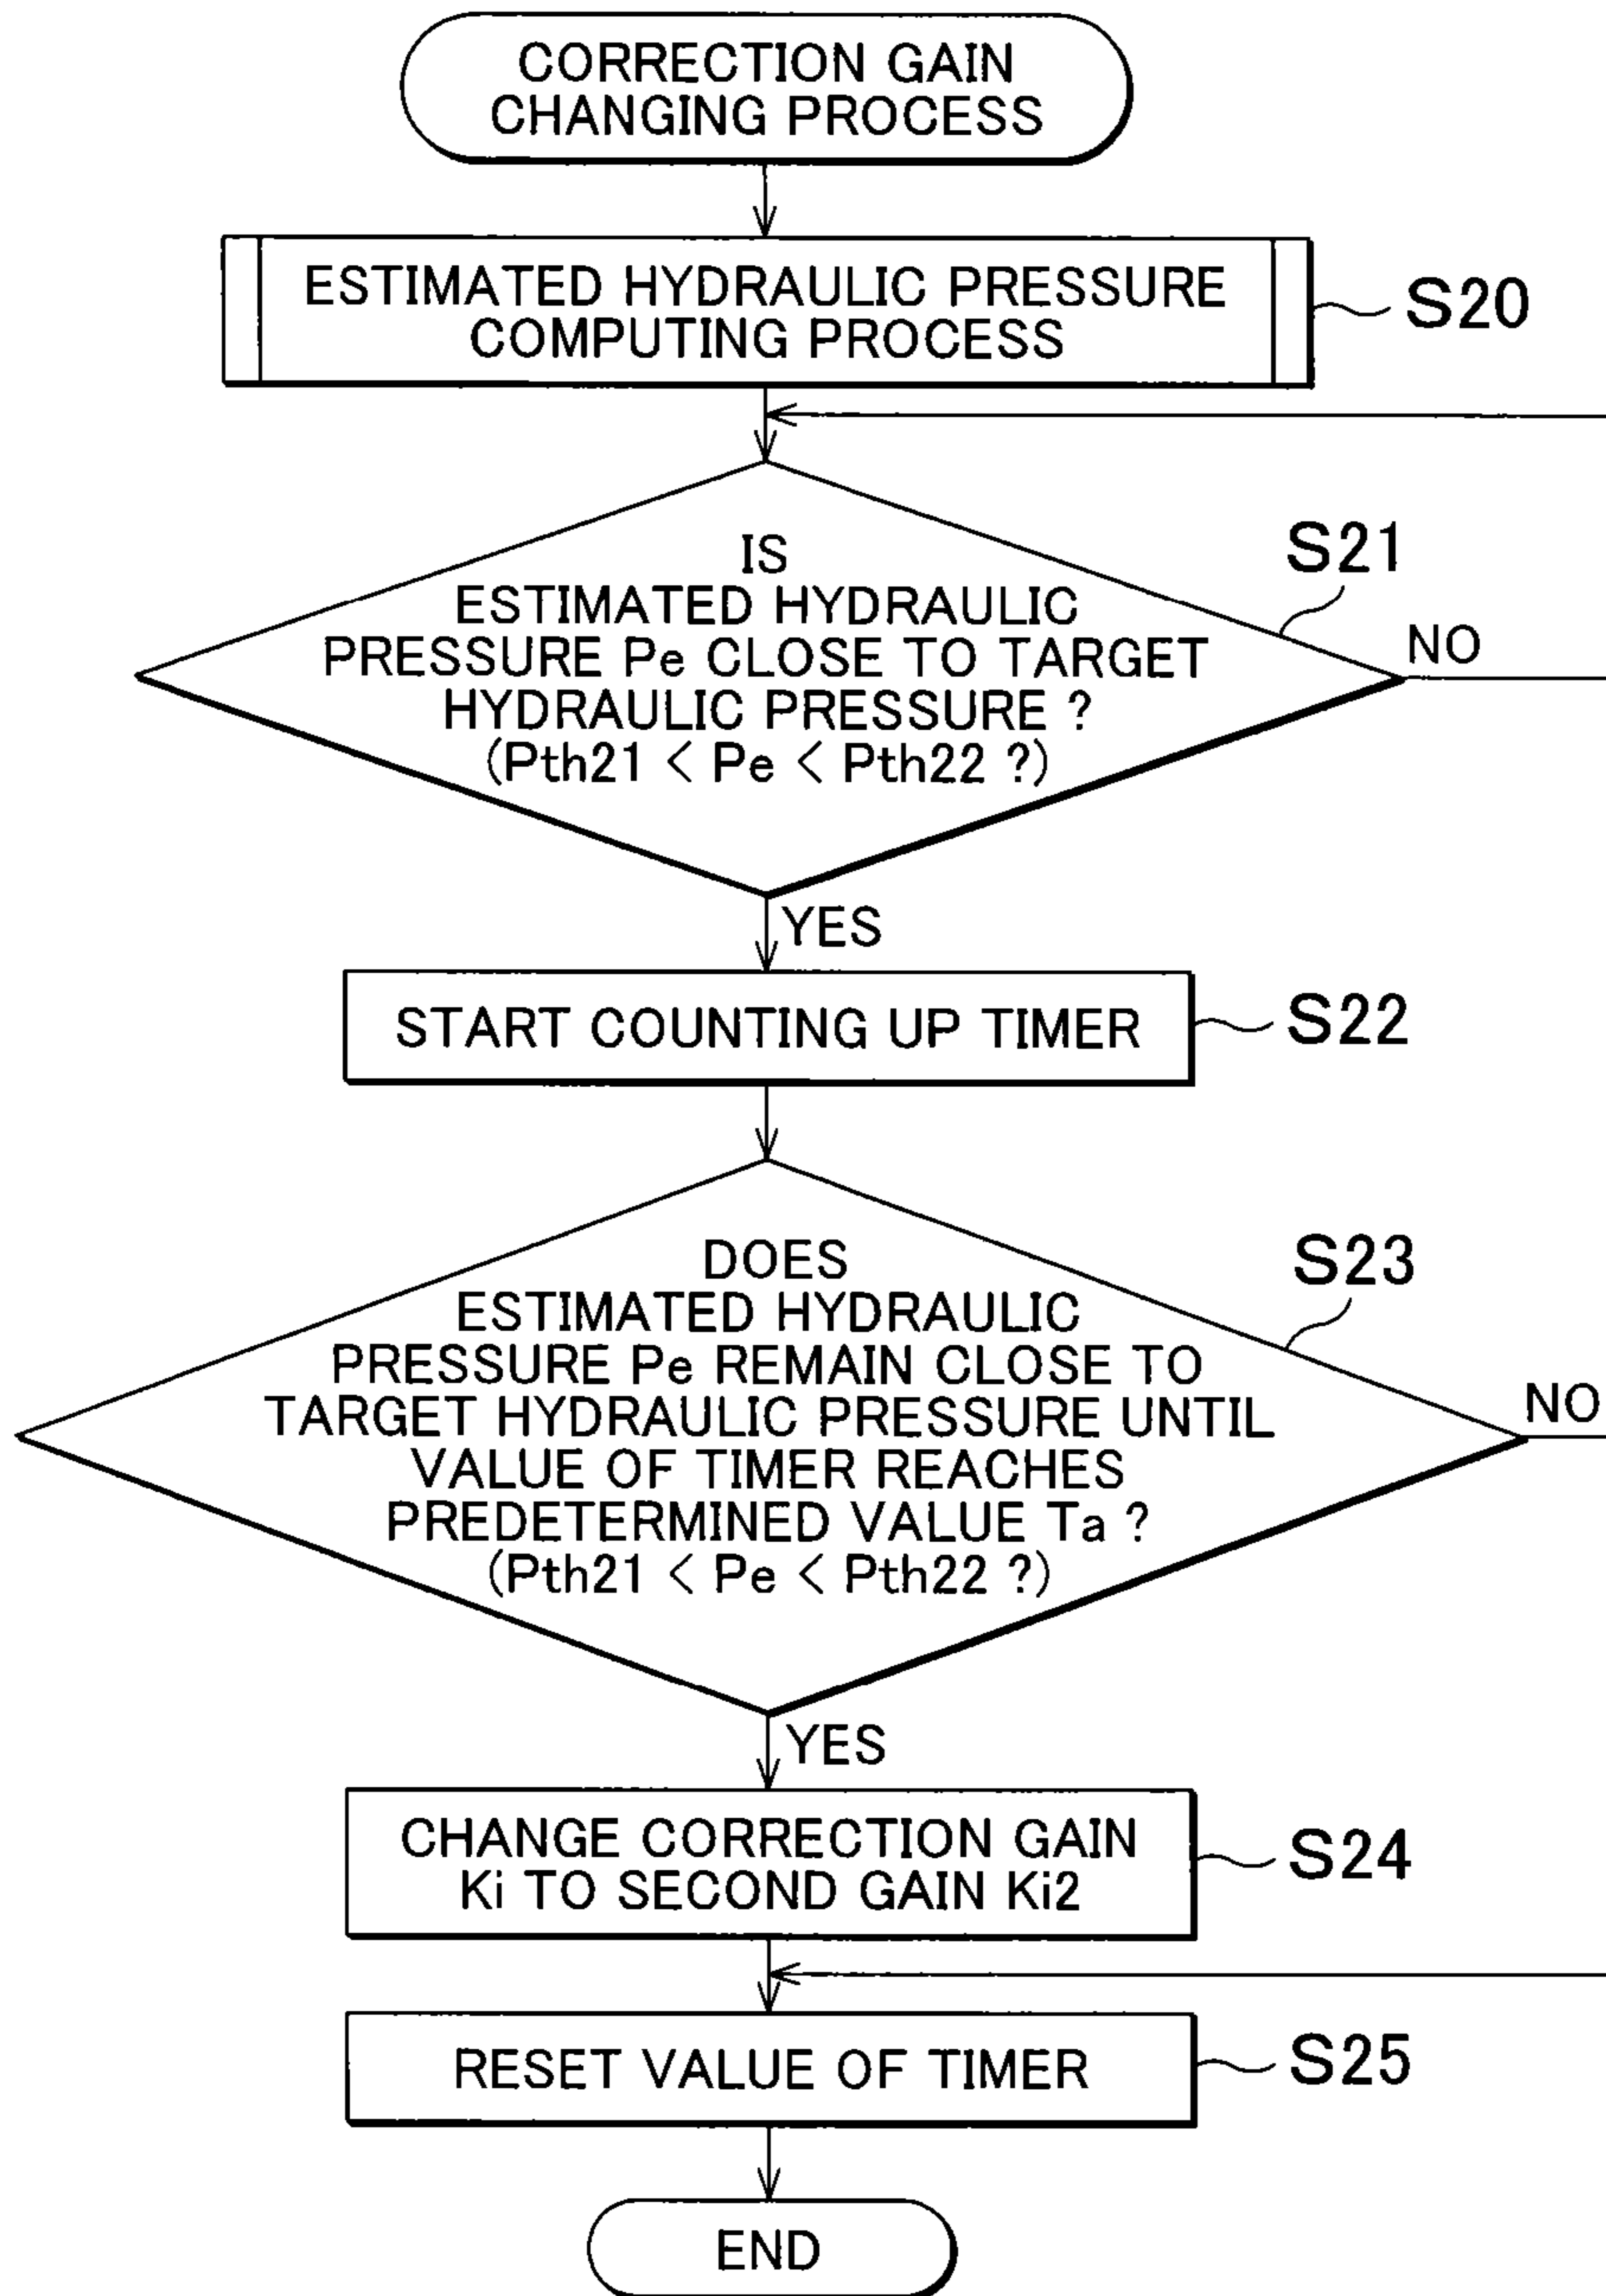 CORRECTION GAIN
CHANGING PROCESS
ESTIMATED HYDRAULIC PRESSURE
COMPUTING PROCESS
S20
IS
ESTIMATED HYDRAULIC
PRESSURE Pe CLOSE TO TARGET
HYDRAULIC PRESSURE ?
(Pth21 < Pe < Pth22 ?)
S21
NO
YES
START COUNTING UP TIMER
S22
DOES
ESTIMATED HYDRAULIC
PRESSURE Pe REMAIN CLOSE TO
TARGET HYDRAULIC PRESSURE UNTIL
VALUE OF TIMER REACHES
PREDETERMINED VALUE Ta ?
(Pth21 < Pe < Pth22 ?)
S23
NO
YES
CHANGE CORRECTION GAIN
Ki TO SECOND GAIN Ki2
S24
RESET VALUE OF TIMER
S25
END